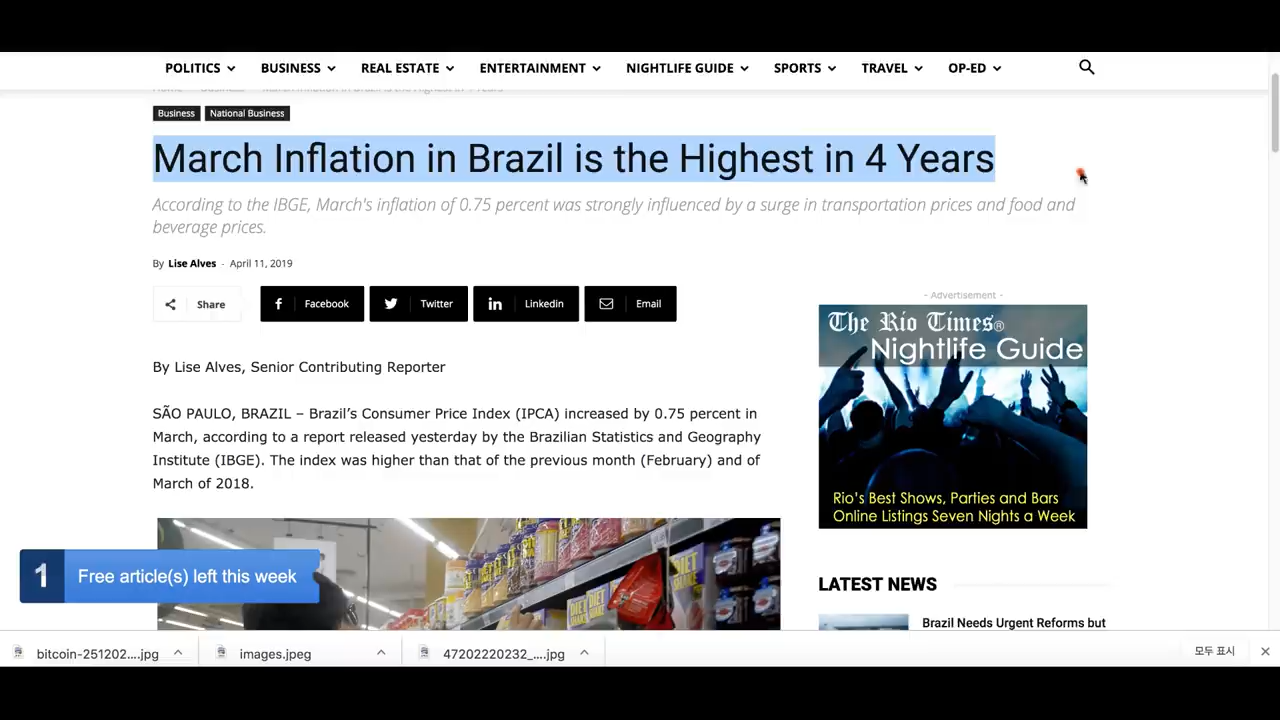 POLITICS BUSINESS REAL ESTATE ENTERTAINMENT NIGHTLIFE GUIDE SPORTS TRAVEL OP-ED
Business National Business
March Inflation in Brazil is the Highest in 4 Years
According to the IBGE, March's inflation of 0.75 percent was strongly influenced by a surge in transportation prices and food and
beverage prices.
By Lise Alves - April 11, 2019
Share Facebook Twitter Linkedin Email
By Lise Alves, Senior Contributing Reporter
SÃO PAULO, BRAZIL – Brazil’s Consumer Price Index (IPCA) increased by 0.75 percent in
March, according to a report released yesterday by the Brazilian Statistics and Geography
Institute (IBGE). The index was higher than that of the previous month (February) and of
March of 2018.
- Advertisement -
The Rio Times®
Nightlife Guide
Rio's Best Shows, Parties and Bars
Online Listings Seven Nights a Week
LATEST NEWS
Brazil Needs Urgent Reforms but
DIET SHAKE DIET SHAKE DIET SHAKE
1 Free article(s) left this week
bitcoin-251202....jpg images.jpeg 47202220232_....jpg 모두 표시